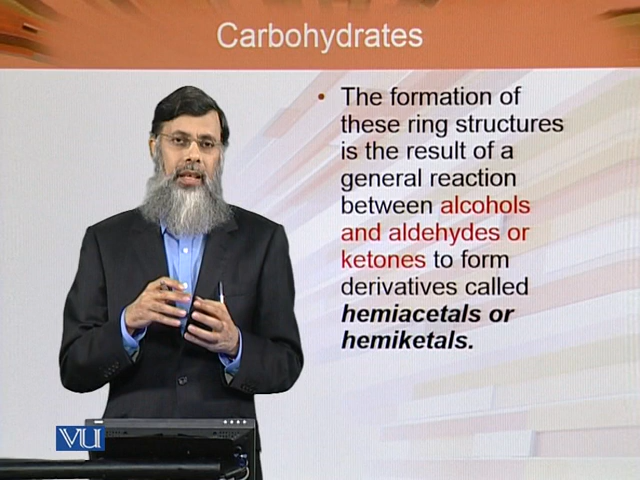 Carbohydrates
• The formation of
these ring structures
is the result of a
general reaction
between alcohols
and aldehydes or
ketones to form
derivatives called
hemiacetals or
hemiketals.
VU